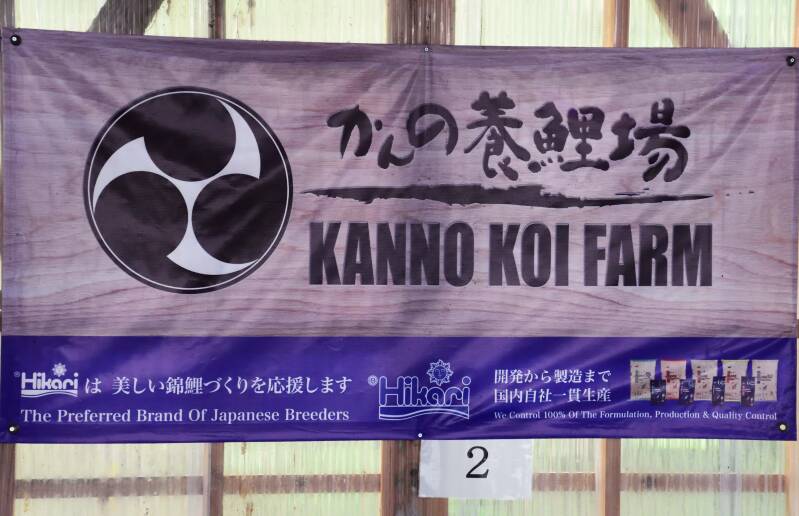 かんの養鯉場
KANNO KOI FARM
Hikari は 美しい錦鯉づくりを応援します
The Preferred Brand Of Japanese Breeders
®Hikari
開発から製造まで
国内自社一貫生産
We Control 100% Of The Formulation, Production & Quality Control
2